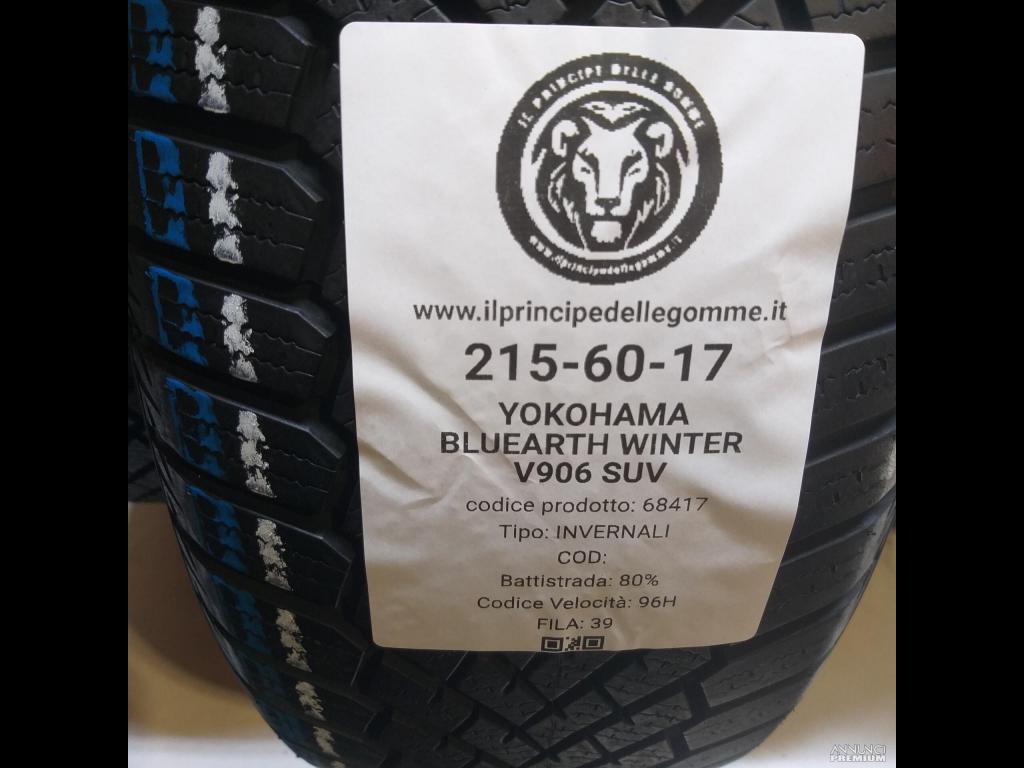 IL PRINCIPE DELLE GOMME
www.ilprincipedellegomme.it
www.ilprincipedellegomme.it
215-60-17
YOKOHAMA
BLUEARTH WINTER
V906 SUV
codice prodotto: 68417
Tipo: INVERNALI
COD:
Battistrada: 80%
Codice Velocità: 96H
FILA: 39
ANNUNCI
PREMIUM